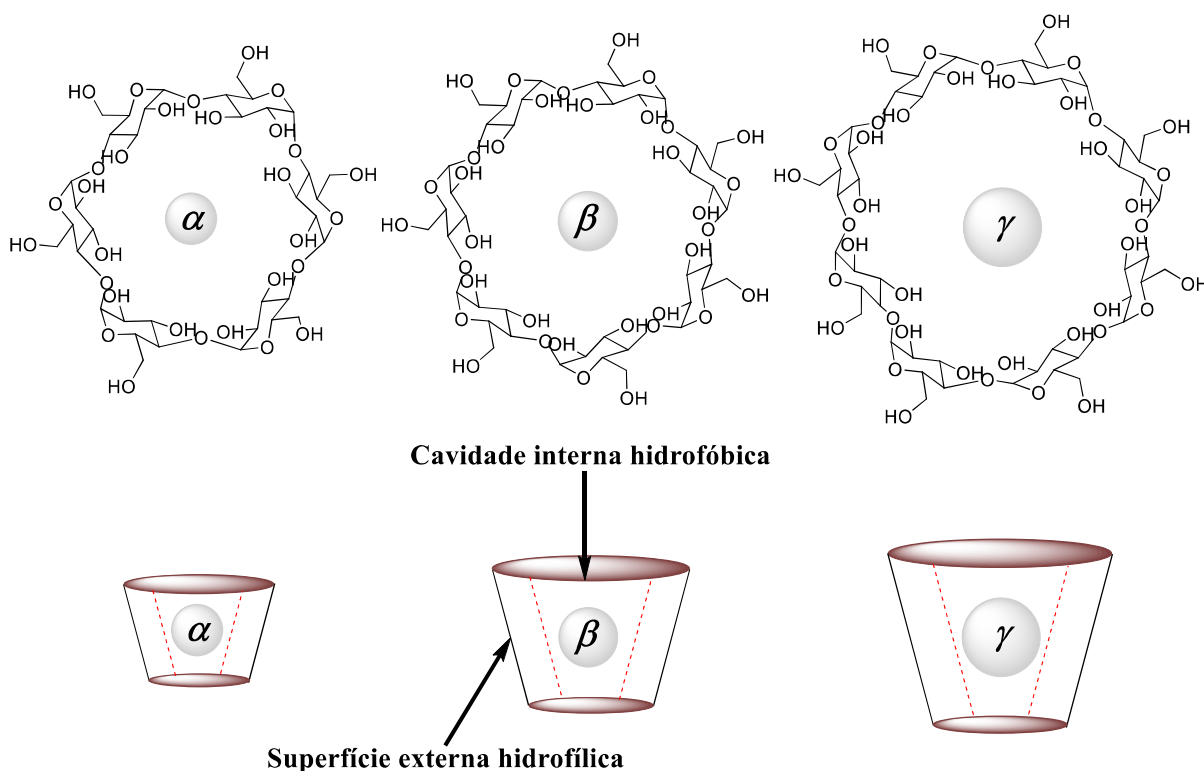 α
β
γ
Cavidade interna hidrofóbica
α
β
γ
Superfície externa hidrofílica